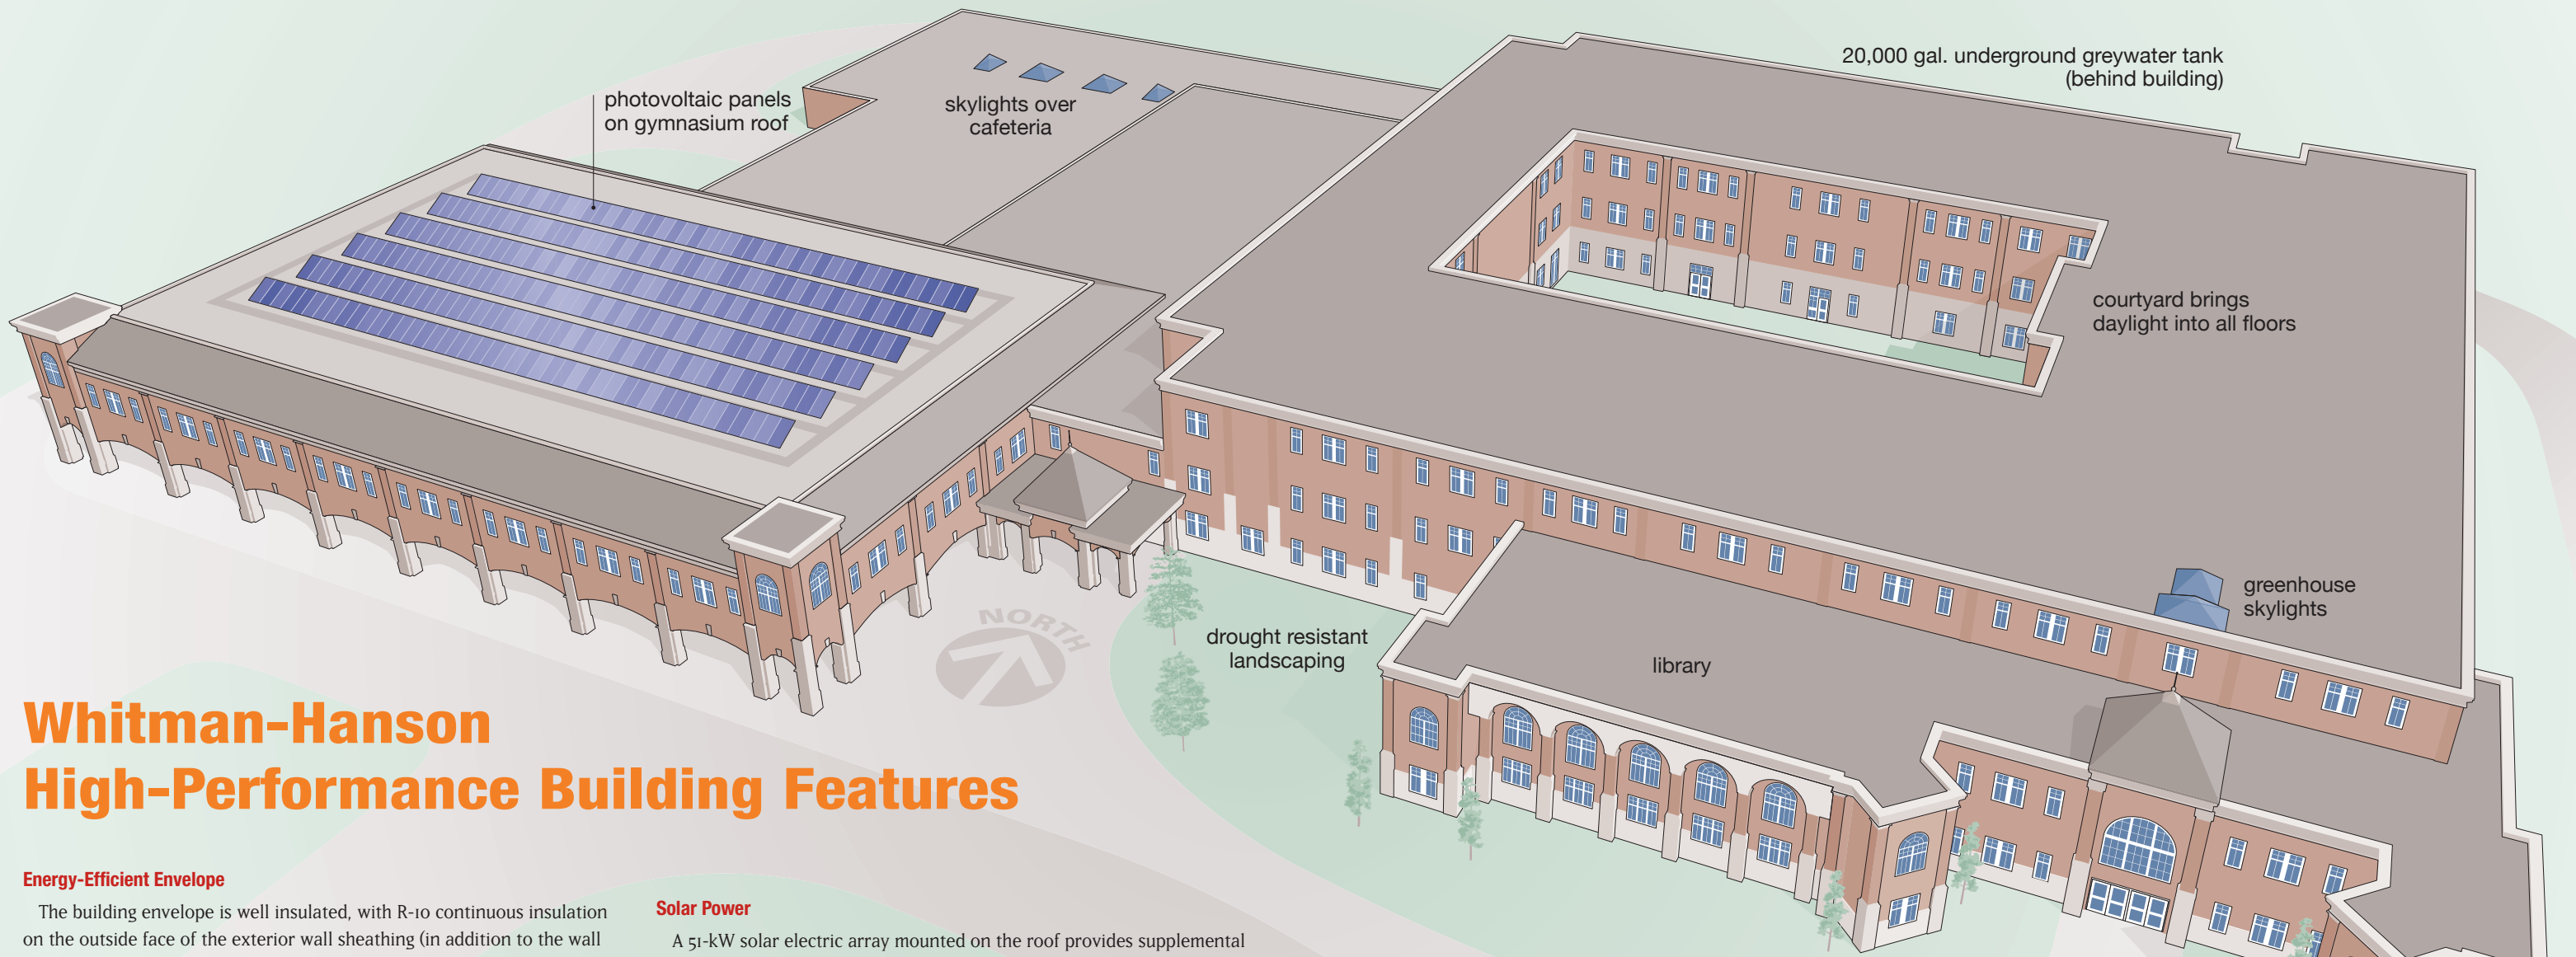 20,000 gal. underground greywater tank
(behind building)
photovoltaic panels
on gymnasium roof
skylights over
cafeteria
courtyard brings
daylight into all floors
greenhouse
skylights
drought resistant
landscaping
library
NORTH
Whitman-Hanson
High-Performance Building Features
Energy-Efficient Envelope
The building envelope is well insulated, with R-10 continuous insulation
on the outside face of the exterior wall sheathing (in addition to the wall
Solar Power
A 51-kW solar electric array mounted on the roof provides supplemental